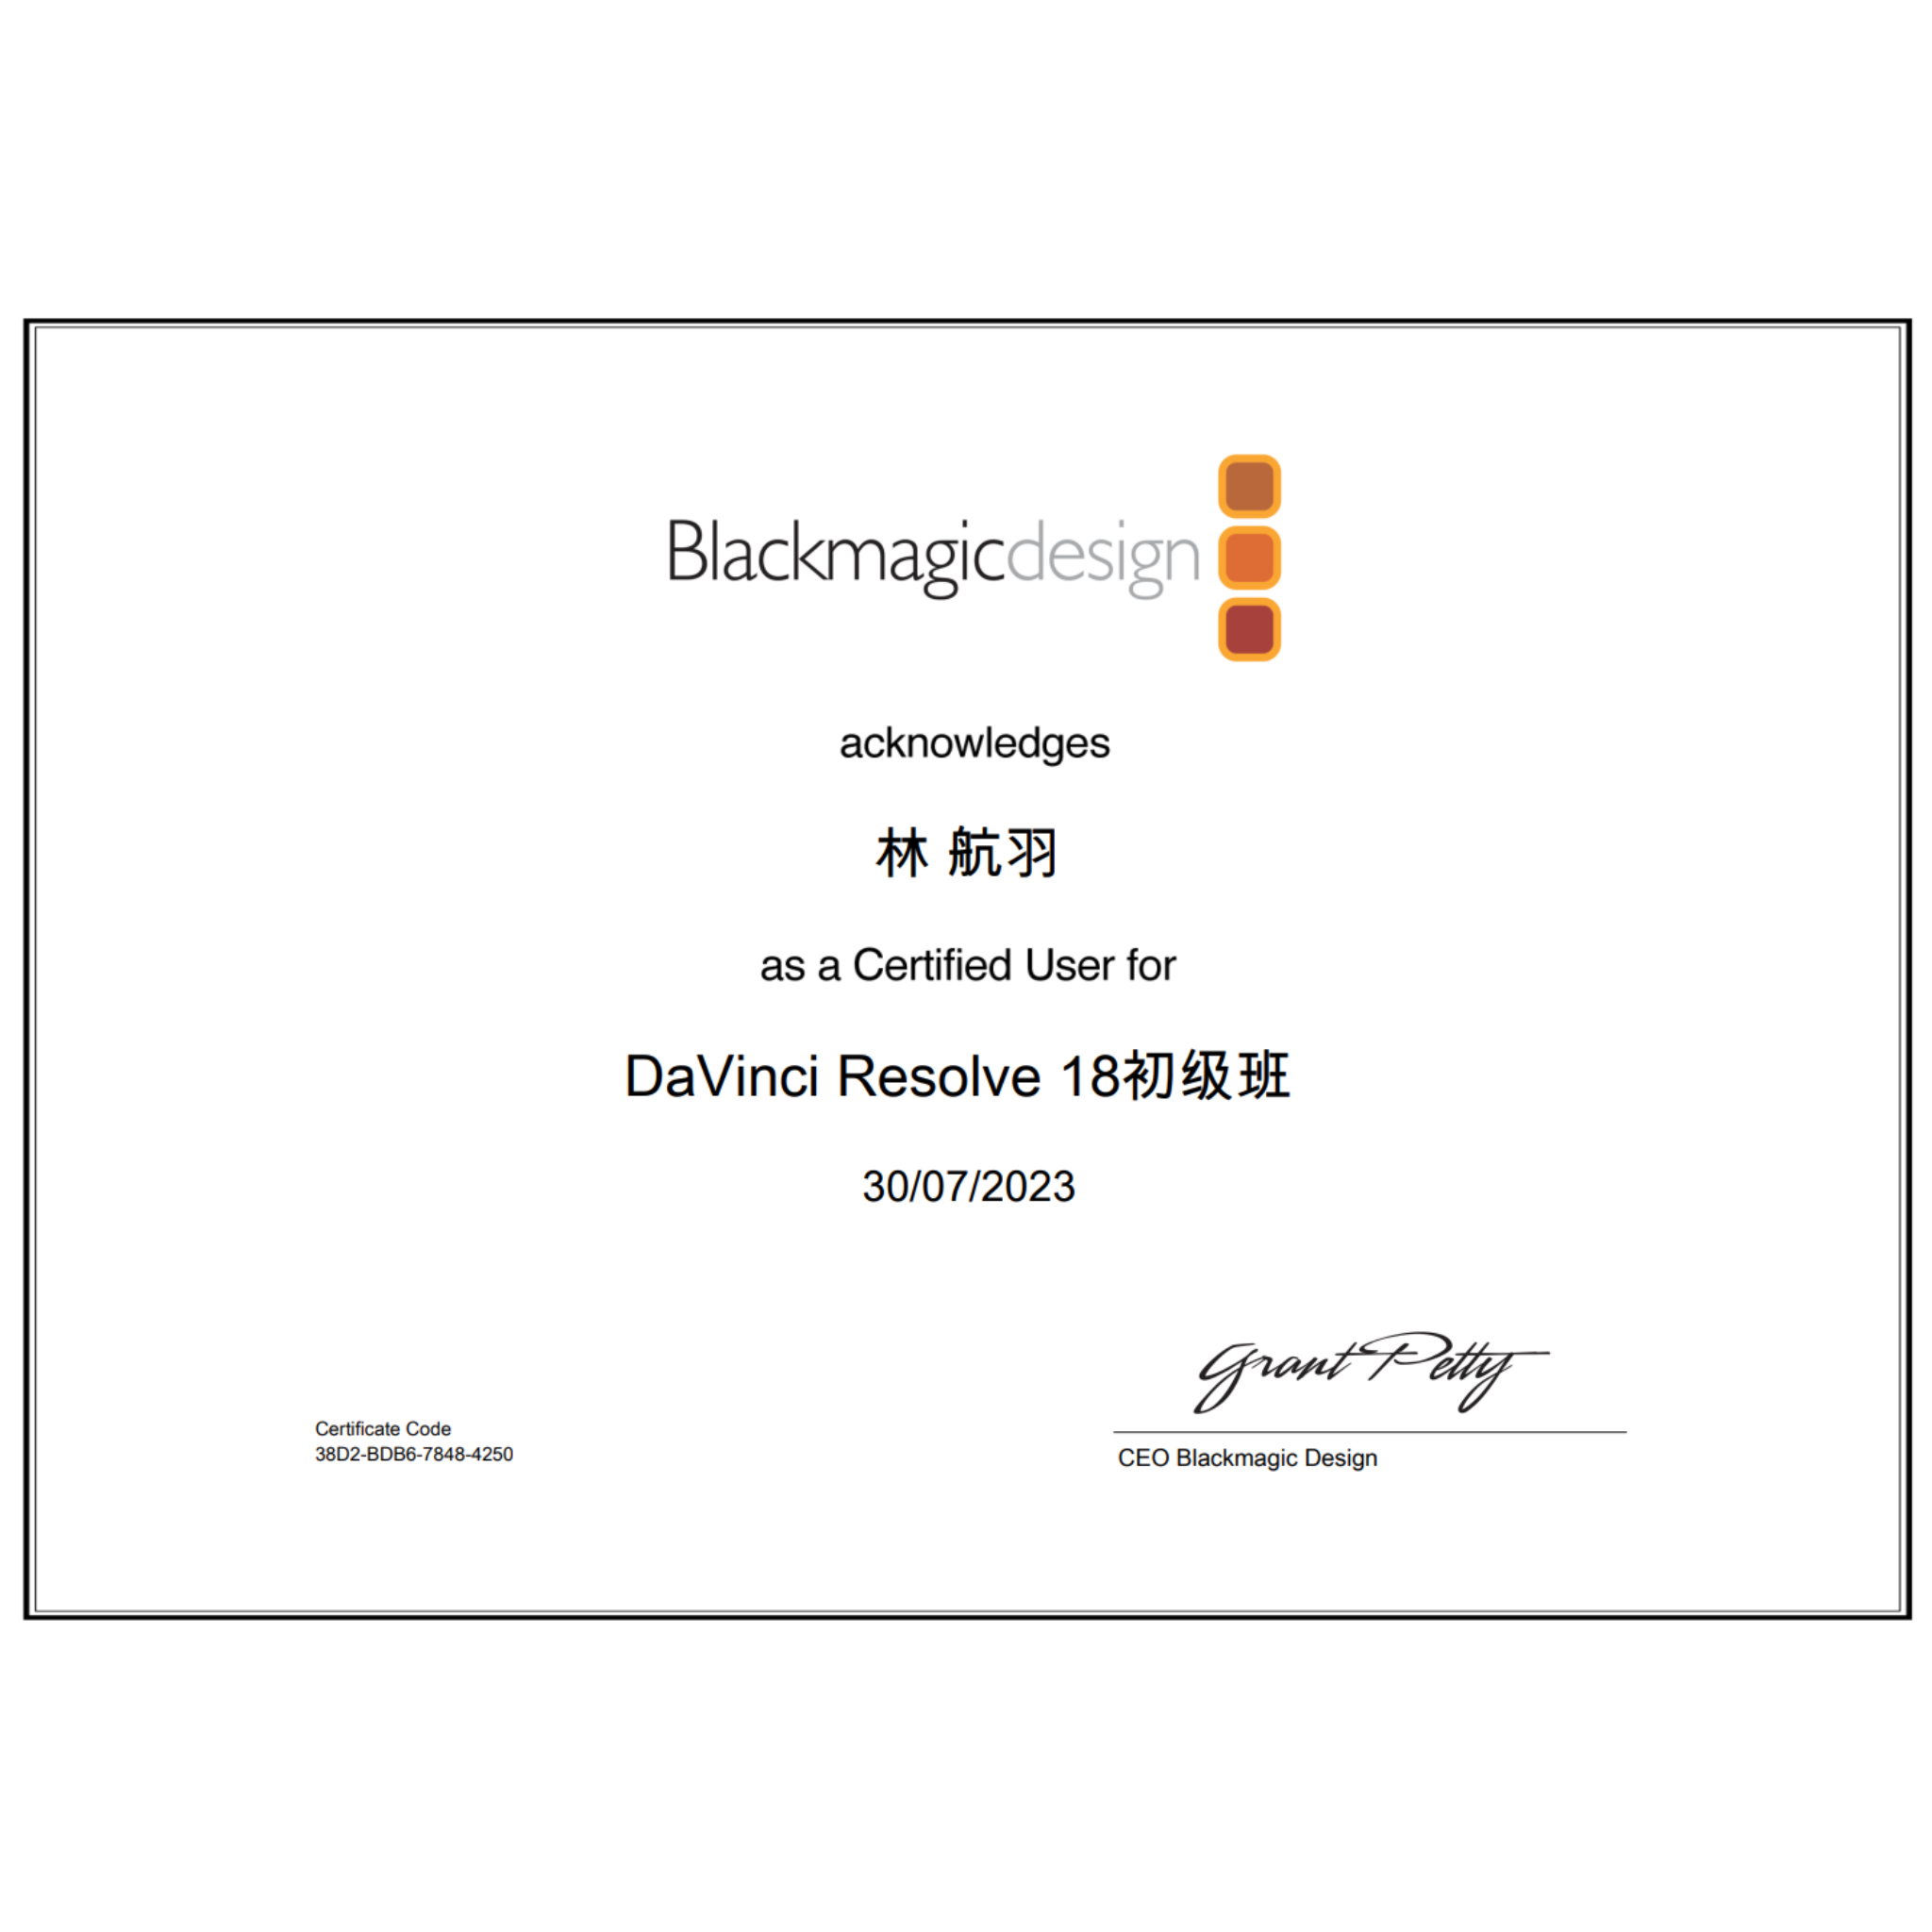 Blackmagicdesign
acknowledges
林 航羽
as a Certified User for
DaVinci Resolve 18初级班
30/07/2023
Grant Petty
Certificate Code
38D2-BDB6-7848-4250
CEO Blackmagic Design